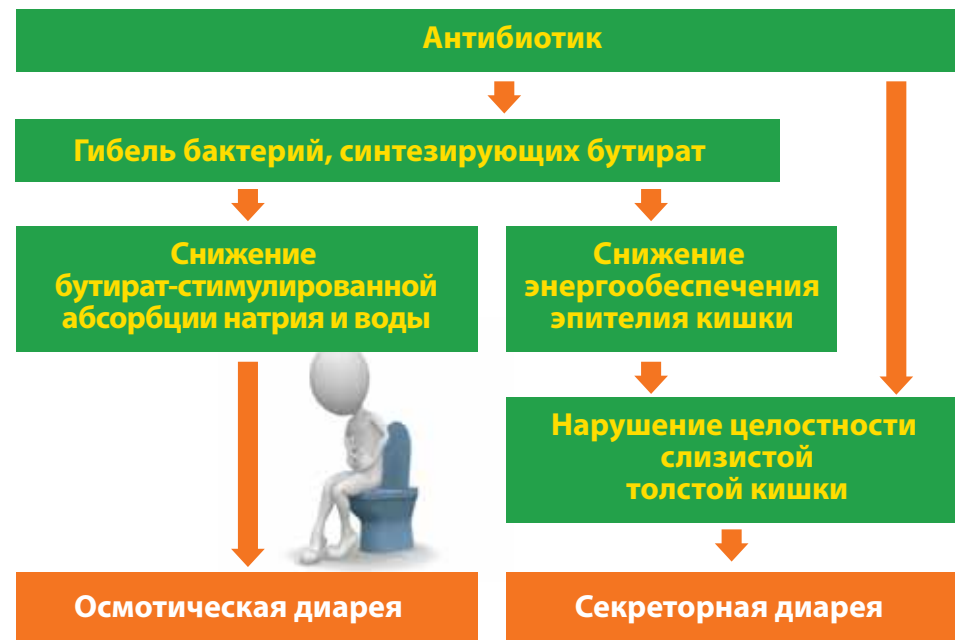 Антибиотик
Гибель бактерий, синтезирующих бутират
Снижение
бутират-стимулированной
абсорбции натрия и воды
Снижение
энергообеспечения
эпителия кишки
Нарушение целостности
слизистой
толстой кишки
Осмотическая диарея
Секреторная диарея